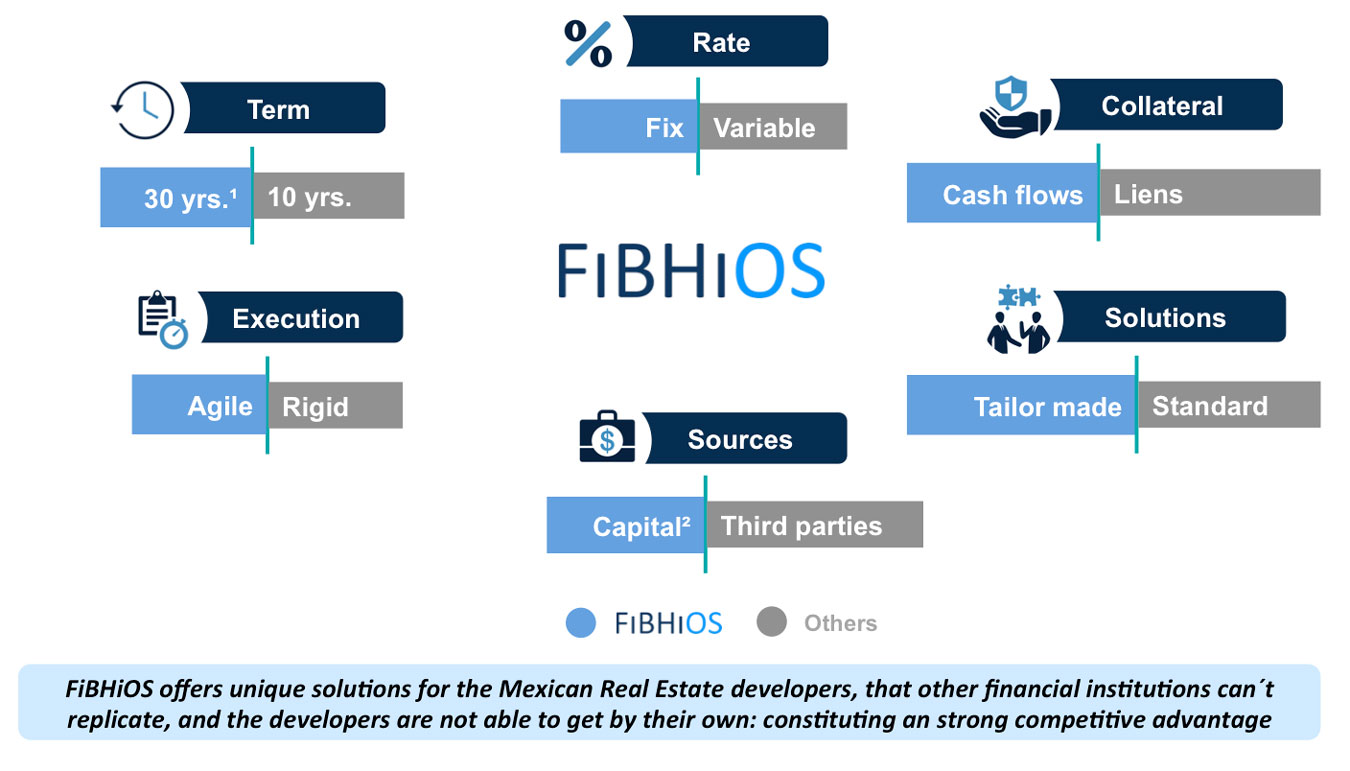 Rate
Fix
Variable
Term
30 yrs.¹
10 yrs.
Collateral
Cash flows
Liens
FiBHiOS
Execution
Agile
Rigid
Solutions
Tailor made
Standard
$
Sources
Capital²
Third parties
FiBHiOS
Others
FiBHiOS offers unique solutions for the Mexican Real Estate developers, that other financial institutions can´t
replicate, and the developers are not able to get by their own: constituting an strong competitive advantage